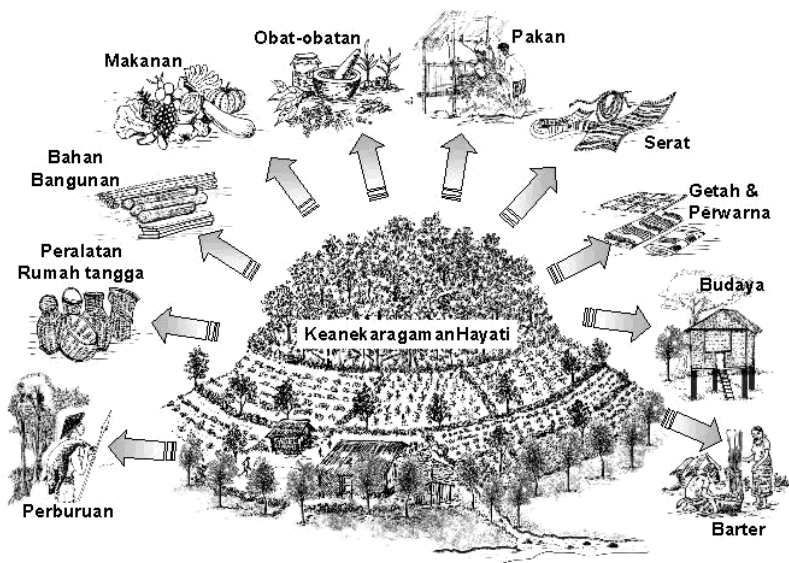 Obat-obatan
Pakan
Makanan
Serat
Bahan
Bangunan
Getah &
Perwarna
Peralatan
Rumah tangga
Budaya
KeanekaragamanHayati
Perburuan
Barter